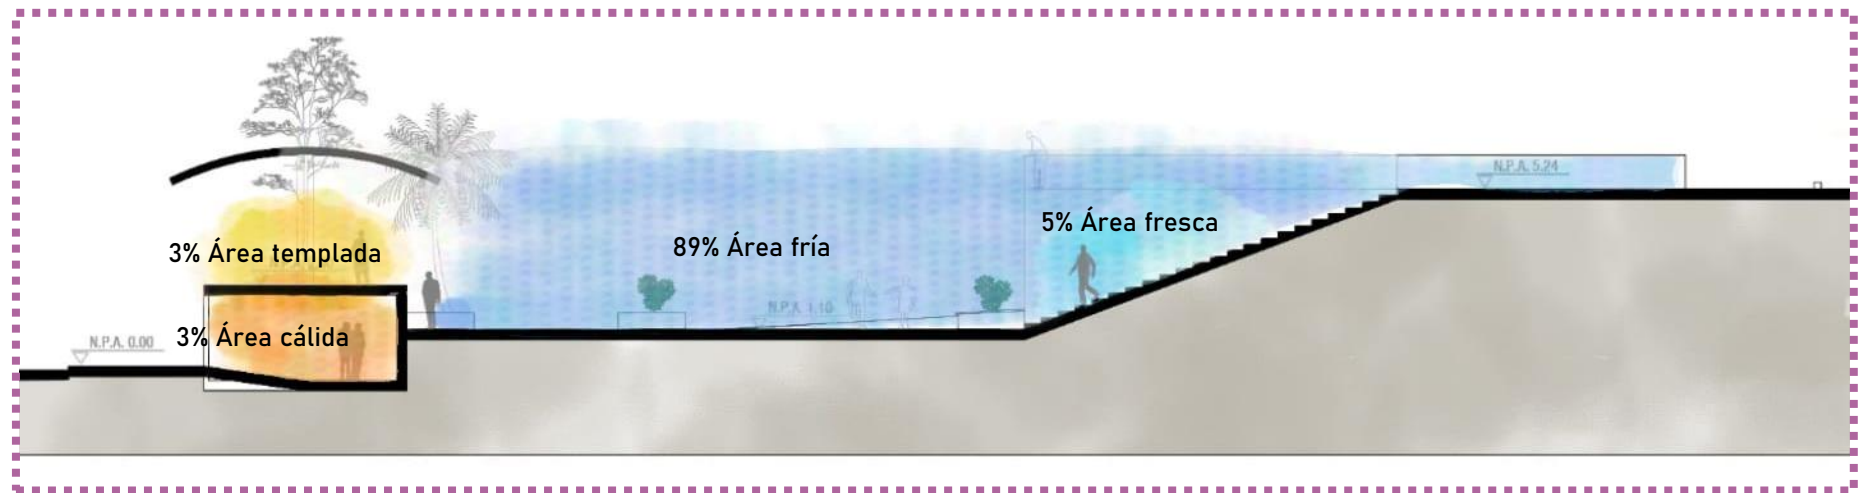 N.P.A. 5.24
5% Área fresca
3% Área templada
89% Área fría
N.P.A. 1.10
3% Área cálida
N.P.A. 0.00